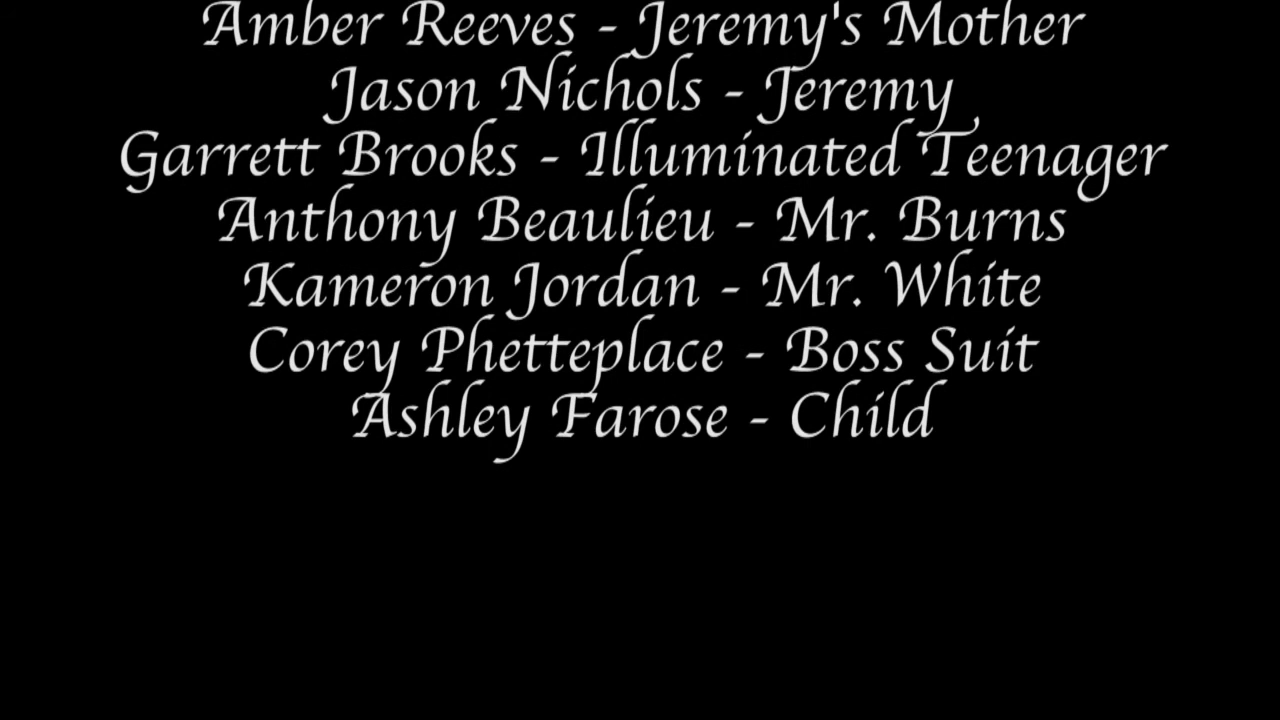 Amber Reeves - Jeremy's Mother
Jason Nichols - Jeremy
Garrett Brooks - Illuminated Teenager
Anthony Beaulieu - Mr. Burns
Kameron Jordan - Mr. White
Corey Phetteplace - Boss Suit
Ashley Farose - Child